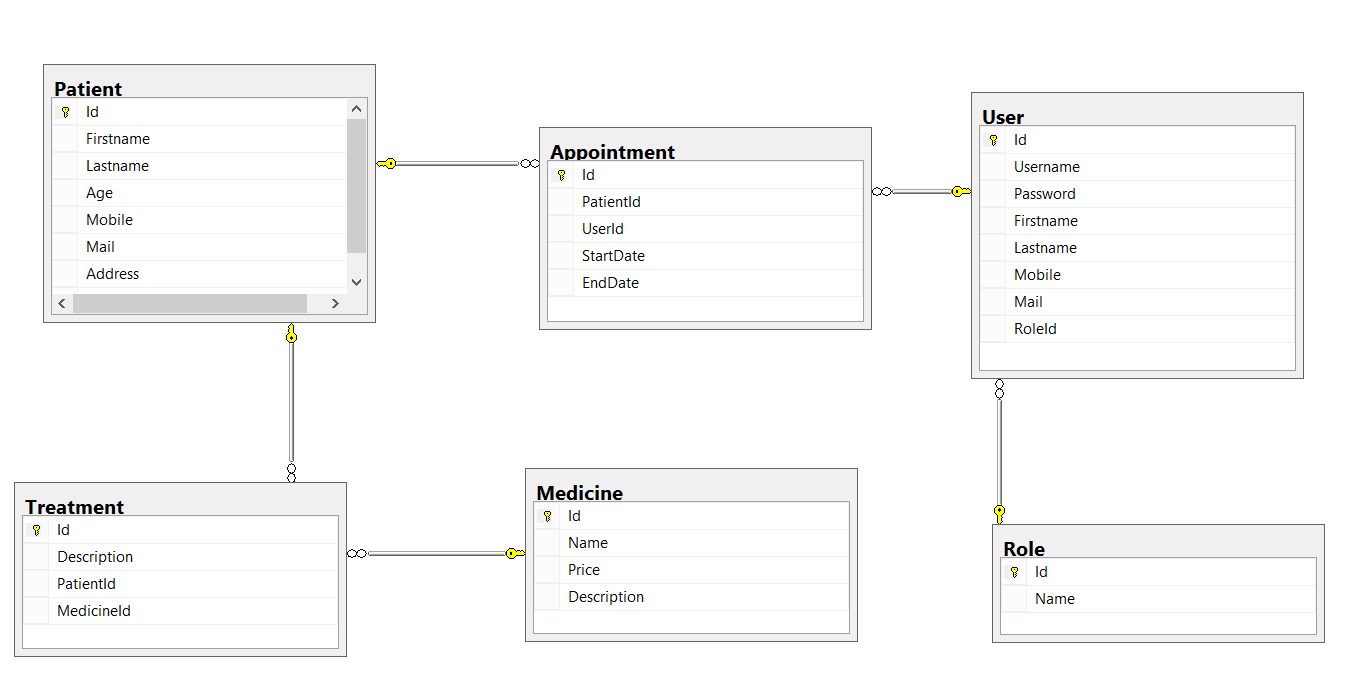 Patient
Id
Firstname
Lastname
Age
Mobile
Mail
Address
Appointment
Id
PatientId
UserId
StartDate
EndDate
User
Id
Username
Password
Firstname
Lastname
Mobile
Mail
RoleId
Treatment
Id
Description
PatientId
MedicineId
Medicine
Id
Name
Price
Description
Role
Id
Name